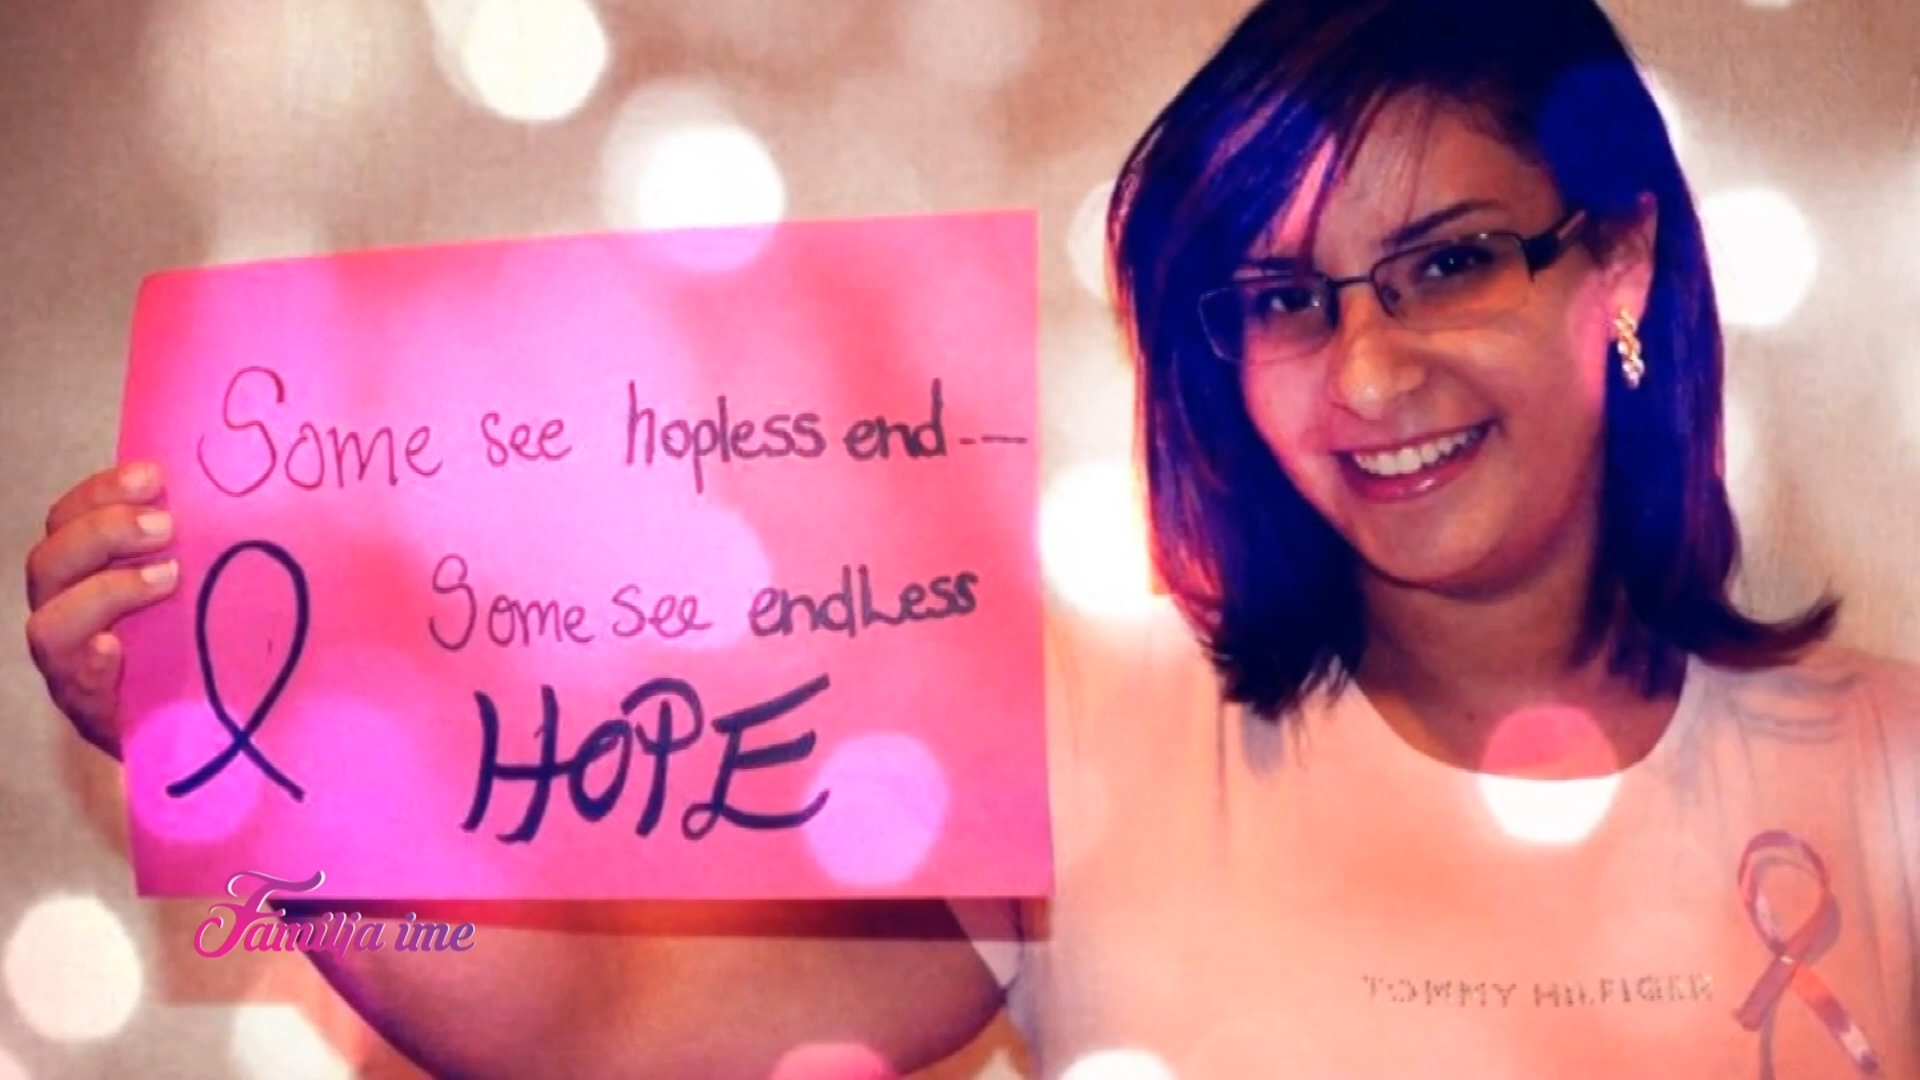 Some see hopless end---
Some see endless
HOPE
Familja ime
TOMMY HILFIGER